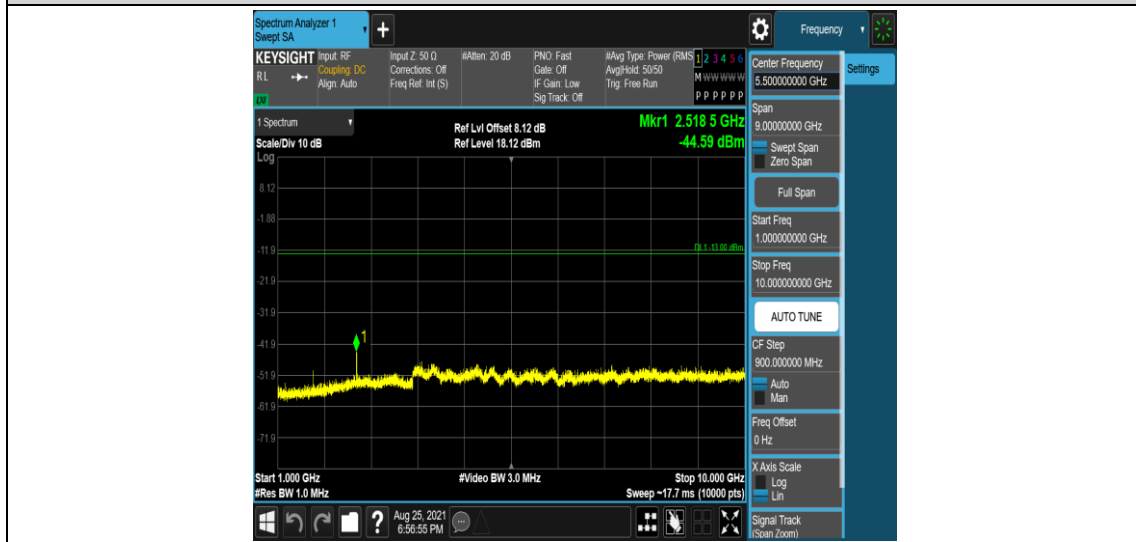 Spectrum Analyzer 1
Swept SA
Frequency
KEYSIGHT
RL
LXI
Input: RF
Coupling: DC
Align: Auto
Input Z: 50 Ω
Corrections: Off
Freq Ref: Int (S)
#Atten: 20 dB
PNO: Fast
Gate: Off
IF Gain: Low
Sig Track: Off
#Avg Type: Power (RMS
Avg|Hold: 50/50
Trig: Free Run
1 2 3 4 5 6
M W W W W W
P P P P P P
1 Spectrum
Scale/Div 10 dB
Ref Lvl Offset 8.12 dB
Ref Level 18.12 dBm
Mkr1 2.518 5 GHz
-44.59 dBm
Log
8.12
-1.88
-11.9
-21.9
-31.9
-41.9
-51.9
-61.9
-71.9
DL1 -13.00 dBm
1
Start 1.000 GHz
#Res BW 1.0 MHz
#Video BW 3.0 MHz
Stop 10.000 GHz
Sweep ~17.7 ms (10000 pts)
Center Frequency
5.500000000 GHz
Settings
Span
9.00000000 GHz
Swept Span
Zero Span
Full Span
Start Freq
1.000000000 GHz
Stop Freq
10.000000000 GHz
AUTO TUNE
CF Step
900.000000 MHz
Auto
Man
Freq Offset
0 Hz
X Axis Scale
Log
Lin
Signal Track
(Span Zoom)
?
Aug 25, 2021
6:56:55 PM